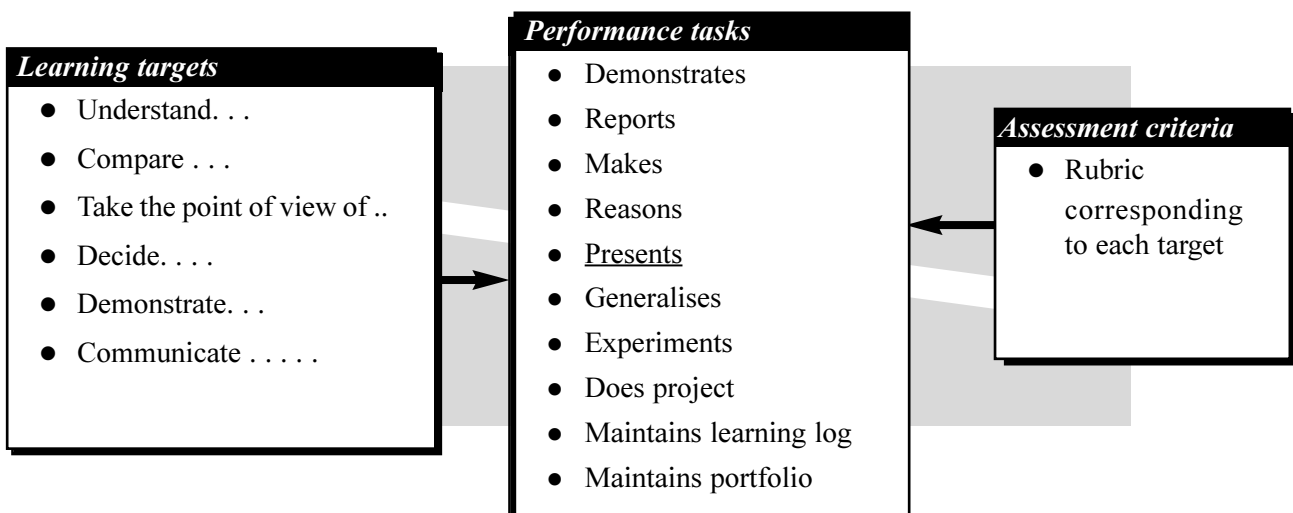 Learning targets
● Understand. . .
● Compare . . .
● Take the point of view of ..
● Decide. . . .
● Demonstrate. . .
● Communicate . . . . .
Performance tasks
● Demonstrates
● Reports
● Makes
● Reasons
● Presents
● Generalises
● Experiments
● Does project
● Maintains learning log
● Maintains portfolio
Assessment criteria
● Rubric
corresponding
to each target